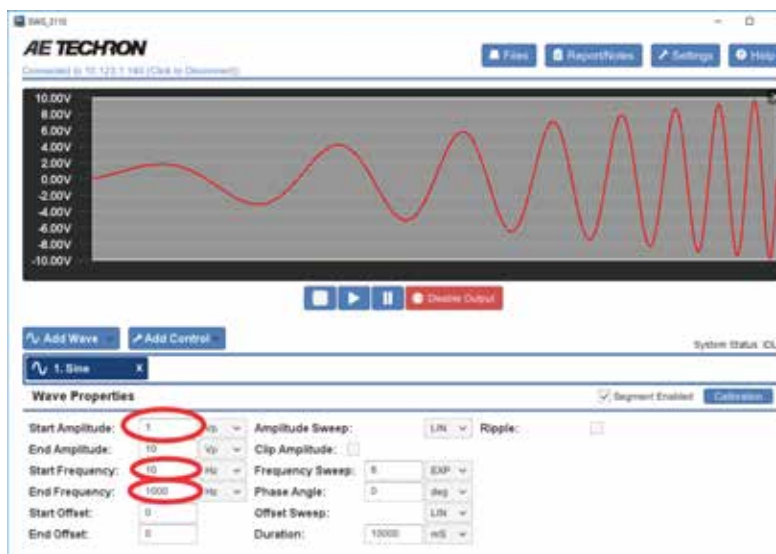 SWG_3110
AE TECHRON
Connected to 10.123.1.140 (Click to Disconnect)
Files
Report/Notes
Settings
Help
10.00V
8.00V
6.00V
4.00V
2.00V
0.00V
-2.00V
-4.00V
-6.00V
-8.00V
-10.00V
Disable Output
Add Wave
Add Control
System Status:
1. Sine X
Wave Properties
Segment Enabled
Calibration
Start Amplitude: 1 Vp
Amplitude Sweep: LIN
Ripple:
End Amplitude: 10 Vp
Clip Amplitude:
Start Frequency: 10 Hz
Frequency Sweep: 6 EXP
End Frequency: 1000 Hz
Phase Angle: 0 deg
Start Offset: 0
Offset Sweep: LIN
End Offset: 0
Duration: 10000 mS